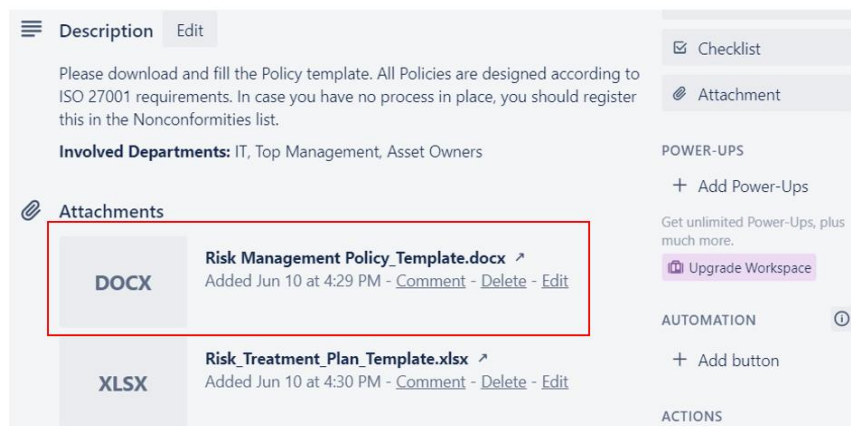 Description Edit
Please download and fill the Policy template. All Policies are designed according to
ISO 27001 requirements. In case you have no process in place, you should register
this in the Nonconformities list.
Involved Departments: IT, Top Management, Asset Owners
Attachments
DOCX
Risk Management Policy_Template.docx ↗
Added Jun 10 at 4:29 PM - Comment - Delete - Edit
XLSX
Risk_Treatment_Plan_Template.xlsx ↗
Added Jun 10 at 4:30 PM - Comment - Delete - Edit
Checklist
Attachment
POWER-UPS
+ Add Power-Ups
Get unlimited Power-Ups, plus
much more.
Upgrade Workspace
AUTOMATION
+ Add button
ACTIONS